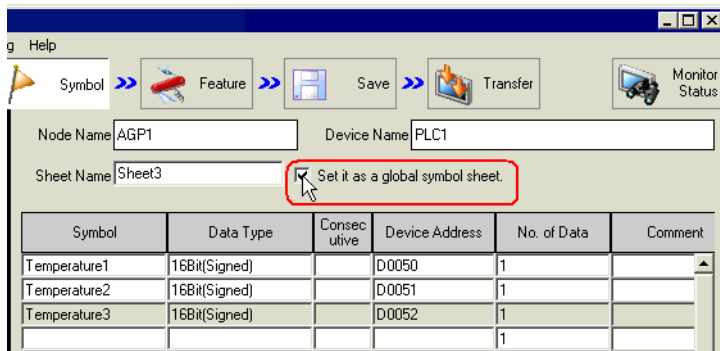 g Help
Symbol Feature Save Transfer Monitor Status
Node Name AGP1 Device Name PLC1
Sheet Name Sheet3 Set it as a global symbol sheet.
Symbol Data Type Consecutive Device Address No. of Data Comment
Temperature1 16Bit(Signed) D0050 1
Temperature2 16Bit(Signed) D0051 1
Temperature3 16Bit(Signed) D0052 1
1